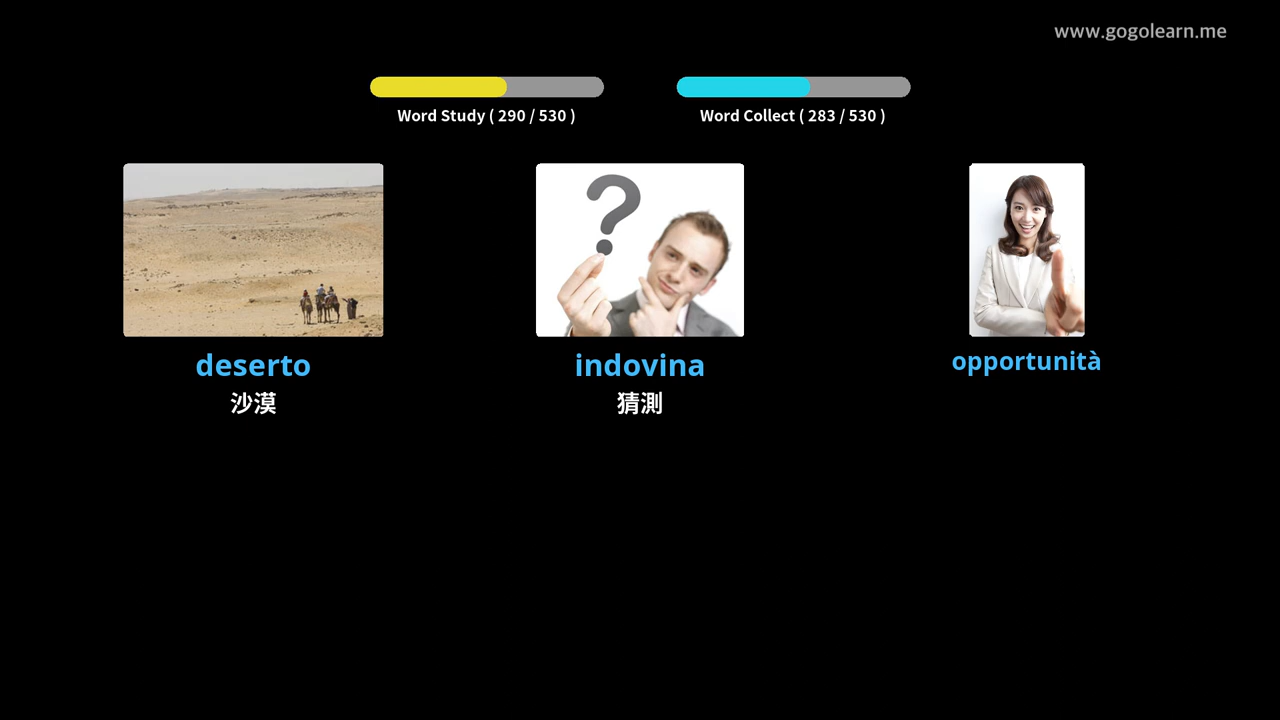 www.gogolearn.me
Word Study ( 290 / 530 )
Word Collect ( 283 / 530 )
deserto
沙漠
indovina
猜測
opportunità